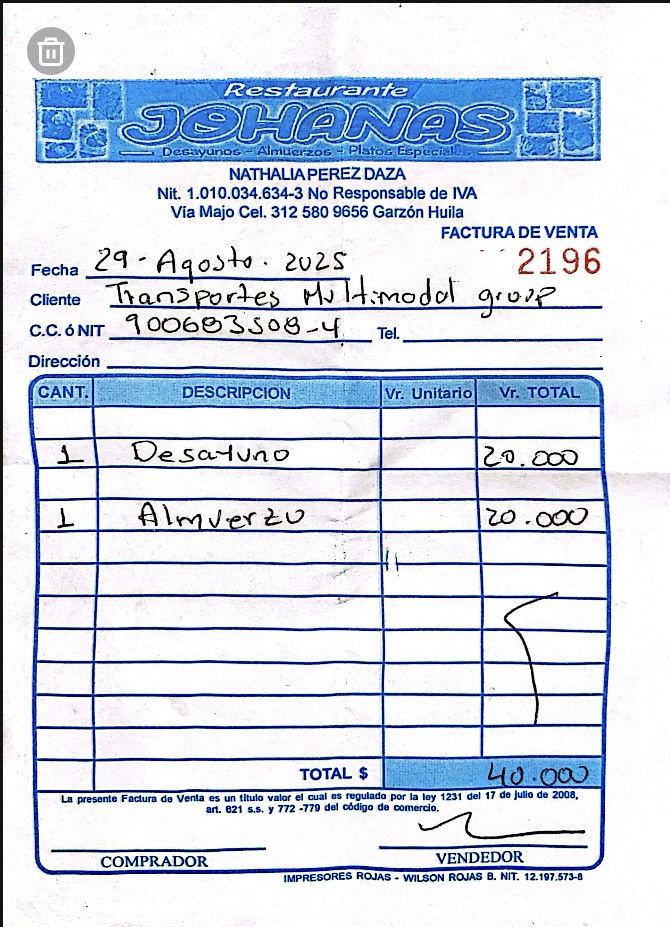 Restaurante
JOHANAS
Desayunos - Almuerzos - Platos Especial
NATHALIA PEREZ DAZA
Nit. 1.010.034.634-3 No Responsable de IVA
Vía Majo Cel. 312 580 9656 Garzón Huila
FACTURA DE VENTA
2196
Fecha 29 - Agosto . 2025
Cliente Transportes Multimodal group
C.C. ó NIT 900683508-4 Tel.
Dirección
CANT. DESCRIPCION Vr. Unitario Vr. TOTAL
1 Desayuno 20.000
1 Almuerzo 20.000
TOTAL $ 40.000
La presente Factura de Venta es un título valor el cual es regulado por la ley 1231 del 17 de julio de 2008,
art. 621 s.s. y 772 -779 del código de comercio.
COMPRADOR VENDEDOR
IMPRESORES ROJAS - WILSON ROJAS B. NIT. 12.197.573-8